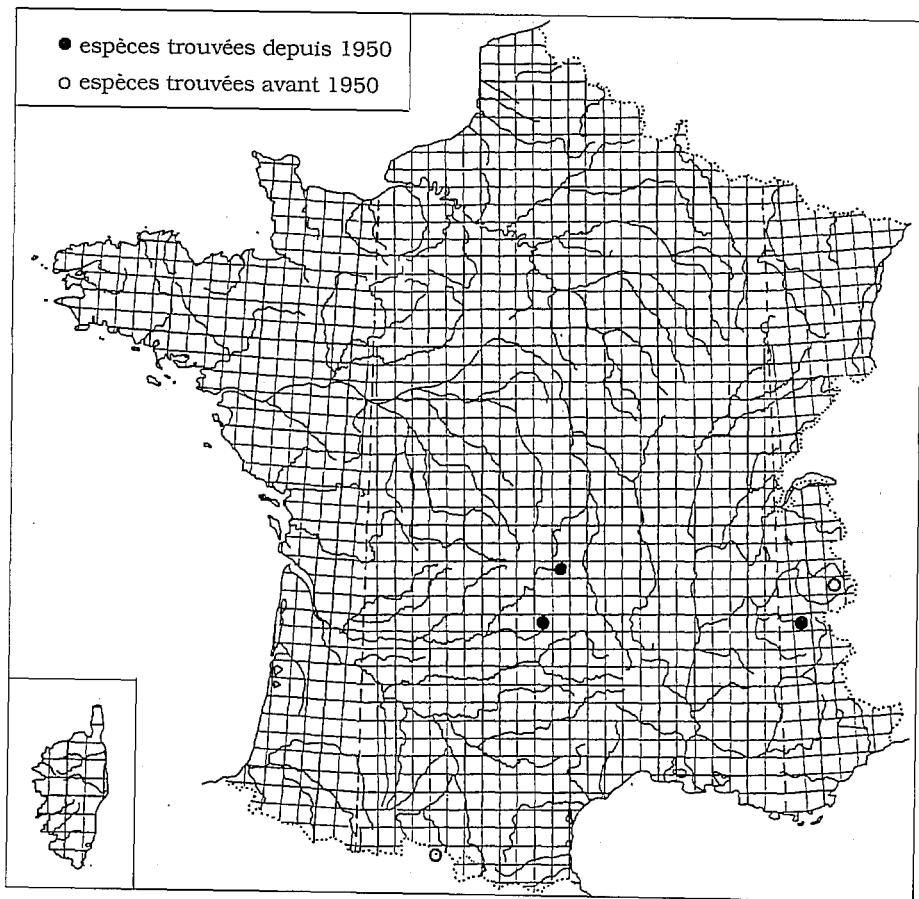 ● espèces trouvées depuis 1950
○ espèces trouvées avant 1950